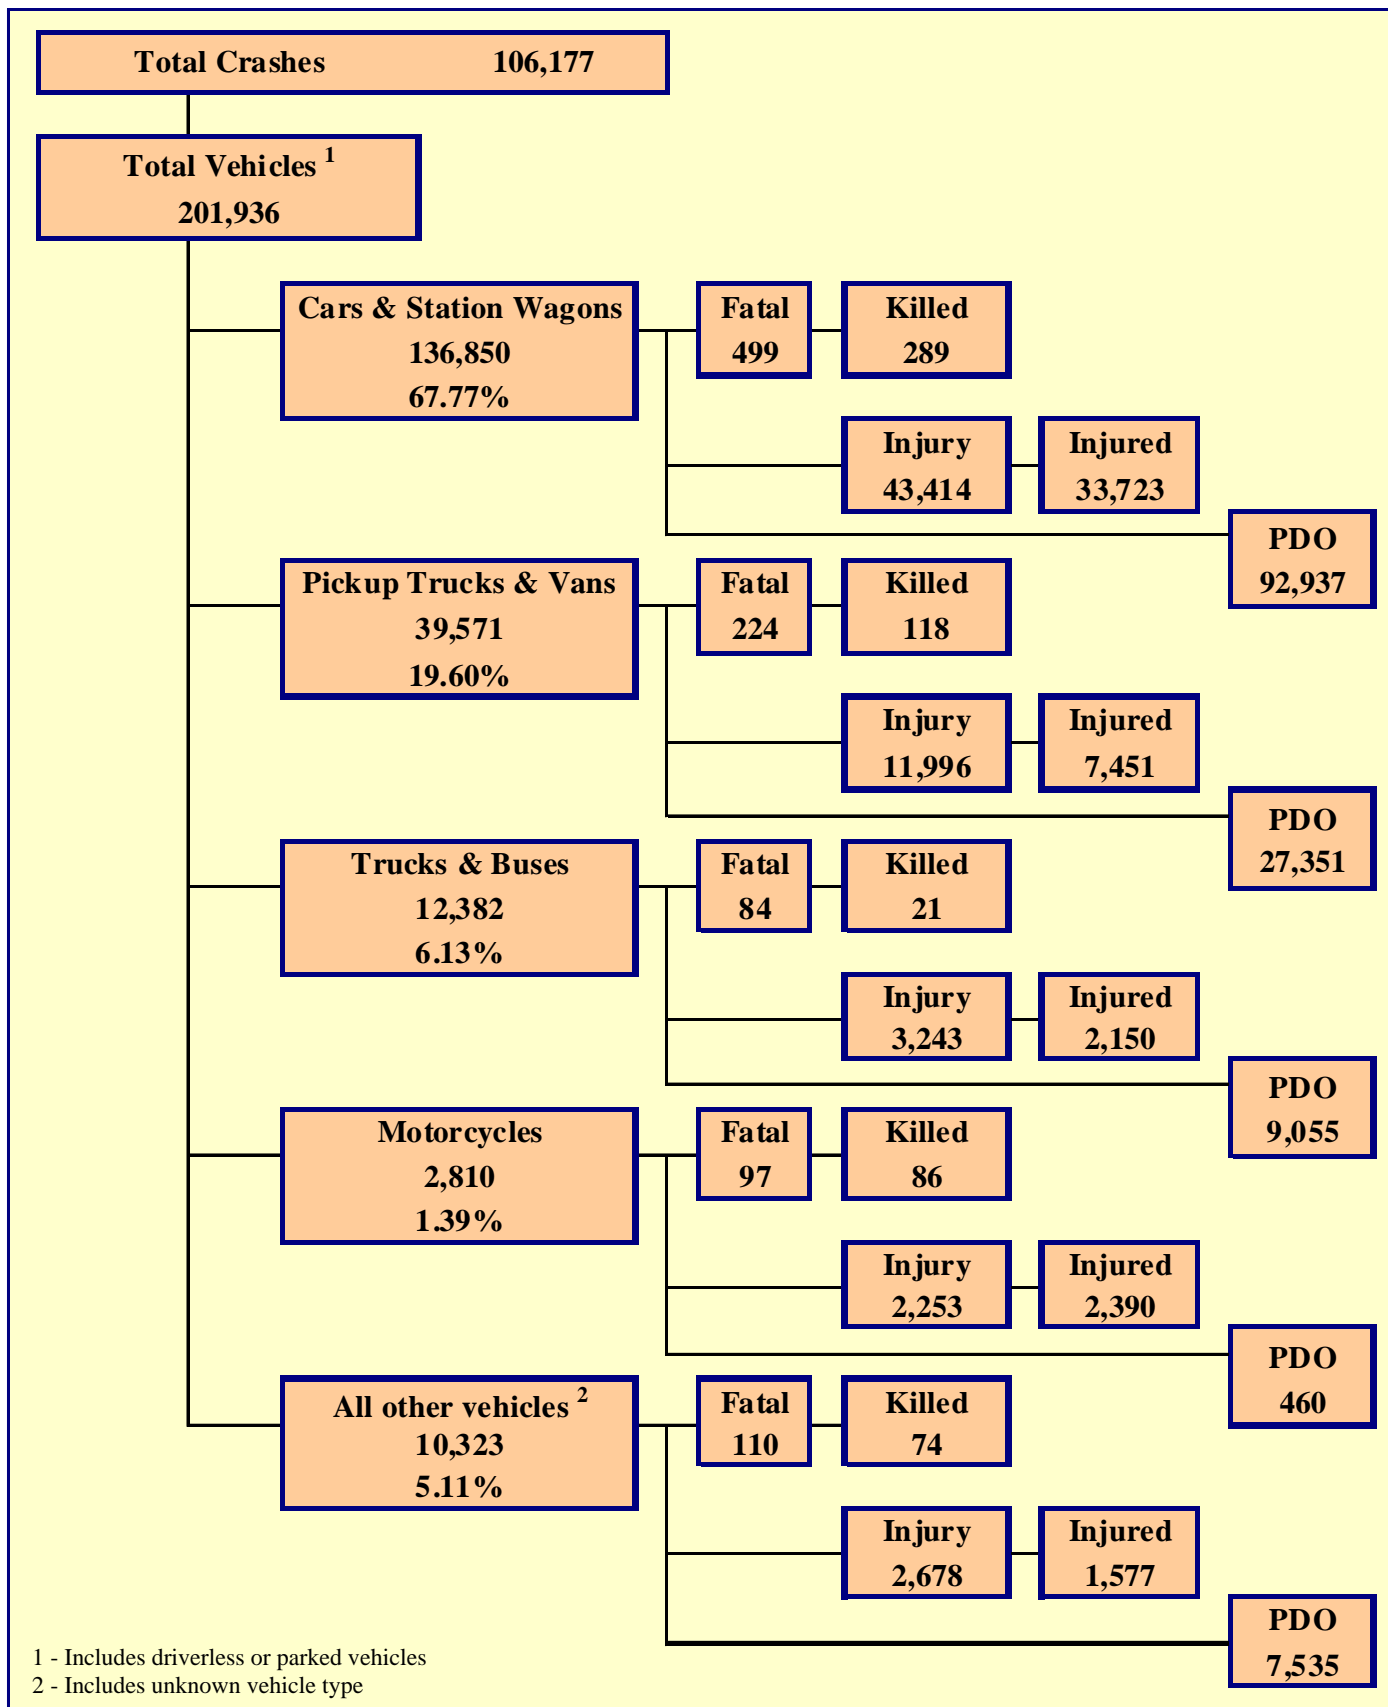 Total Crashes 106,177
Total Vehicles 1
201,936
Cars & Station Wagons
136,850
67.77%
Fatal
499
Killed
289
Injury
43,414
Injured
33,723
PDO
92,937
Pickup Trucks & Vans
39,571
19.60%
Fatal
224
Killed
118
Injury
11,996
Injured
7,451
PDO
27,351
Trucks & Buses
12,382
6.13%
Fatal
84
Killed
21
Injury
3,243
Injured
2,150
PDO
9,055
Motorcycles
2,810
1.39%
Fatal
97
Killed
86
Injury
2,253
Injured
2,390
PDO
460
All other vehicles 2
10,323
5.11%
Fatal
110
Killed
74
Injury
2,678
Injured
1,577
PDO
7,535
1 - Includes driverless or parked vehicles
2 - Includes unknown vehicle type